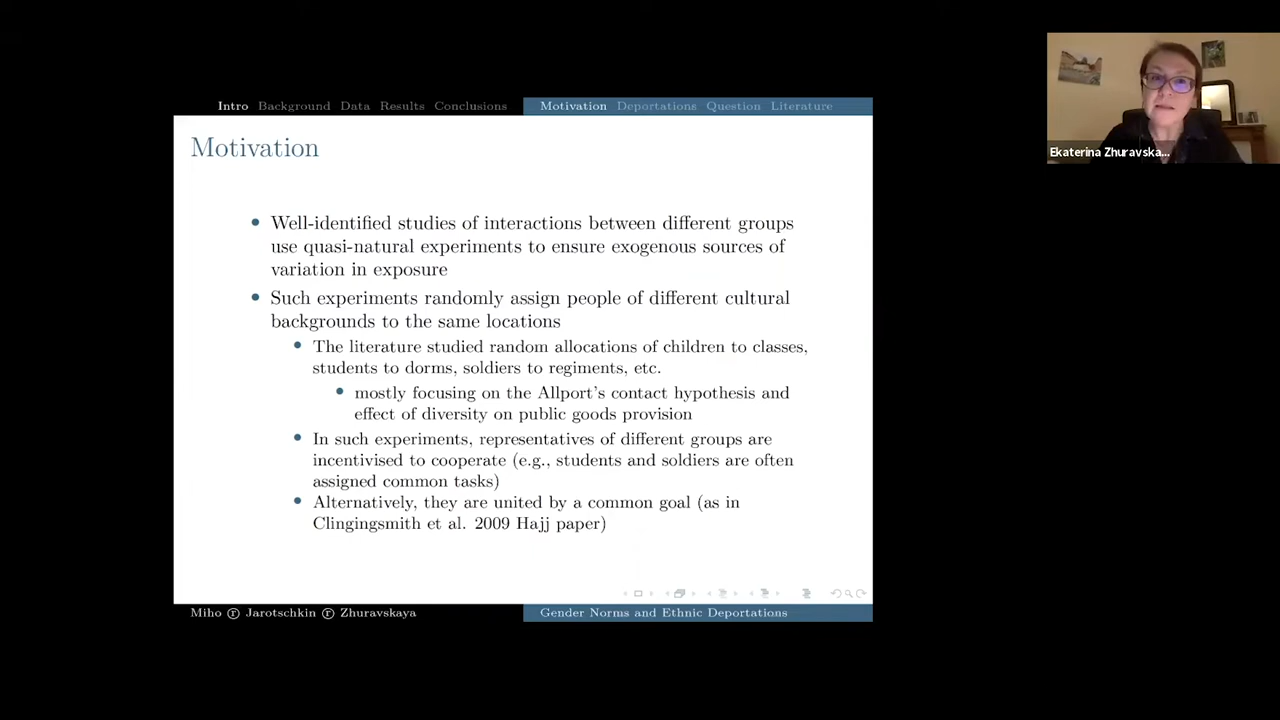 Intro Background Data Results Conclusions Motivation Deportations Question Literature
Motivation
Ekaterina Zhuravska...
• Well-identified studies of interactions between different groups
use quasi-natural experiments to ensure exogenous sources of
variation in exposure
• Such experiments randomly assign people of different cultural
backgrounds to the same locations
• The literature studied random allocations of children to classes,
students to dorms, soldiers to regiments, etc.
• mostly focusing on the Allport's contact hypothesis and
effect of diversity on public goods provision
• In such experiments, representatives of different groups are
incentivised to cooperate (e.g., students and soldiers are often
assigned common tasks)
• Alternatively, they are united by a common goal (as in
Clingingsmith et al. 2009 Hajj paper)
Miho ⓡ Jarotschkin ⓡ Zhuravskaya Gender Norms and Ethnic Deportations